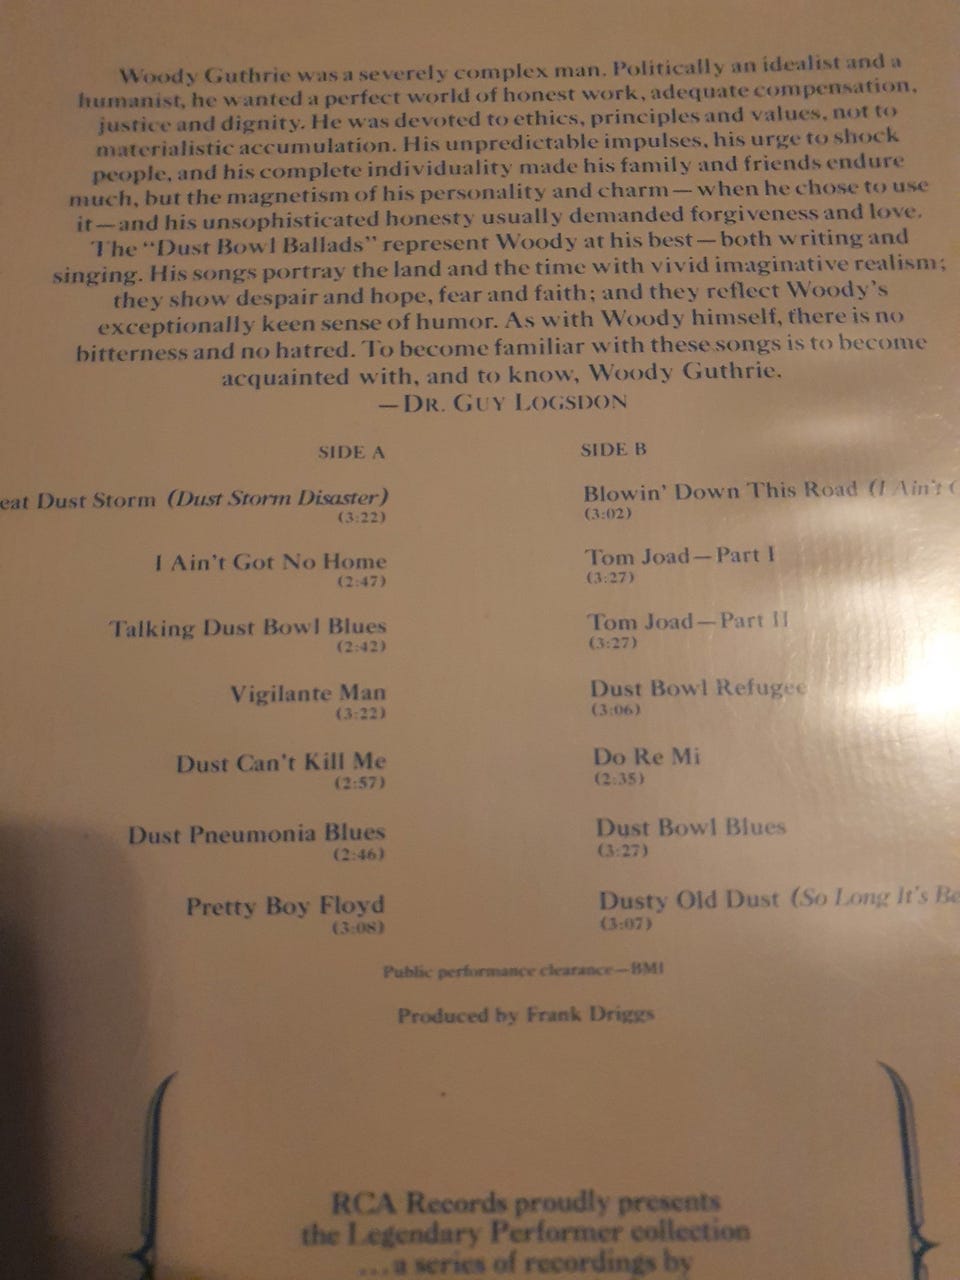 Woody Guthrie was a severely complex man. Politically an idealist and a
humanist, he wanted a perfect world of honest work, adequate compensation,
justice and dignity. He was devoted to ethics, principles and values, not to
materialistic accumulation. His unpredictable impulses, his urge to shock
people, and his complete individuality made his family and friends endure
much, but the magnetism of his personality and charm—when he chose to use
it—and his unsophisticated honesty usually demanded forgiveness and love.
The "Dust Bowl Ballads" represent Woody at his best—both writing and
singing. His songs portray the land and the time with vivid imaginative realism;
they show despair and hope, fear and faith; and they reflect Woody's
exceptionally keen sense of humor. As with Woody himself, there is no
bitterness and no hatred. To become familiar with these songs is to become
acquainted with, and to know, Woody Guthrie.
—DR. GUY LOGSDON
SIDE A
eat Dust Storm (Dust Storm Disaster)
(3:22)
I Ain't Got No Home
(2:47)
Talking Dust Bowl Blues
(2:42)
Vigilante Man
(3:22)
Dust Can't Kill Me
(2:57)
Dust Pneumonia Blues
(2:46)
Pretty Boy Floyd
(3:08)
SIDE B
Blowin' Down This Road (I Ain't
(3:02)
Tom Joad—Part I
(3:27)
Tom Joad—Part II
(3:27)
Dust Bowl Refugee
(3:06)
Do Re Mi
(2:35)
Dust Bowl Blues
(3:27)
Dusty Old Dust (So Long It's Be
(3:07)
Public performance clearance—BMI
Produced by Frank Driggs
RCA Records proudly presents
the Legendary Performer collection
...a series of recordings by